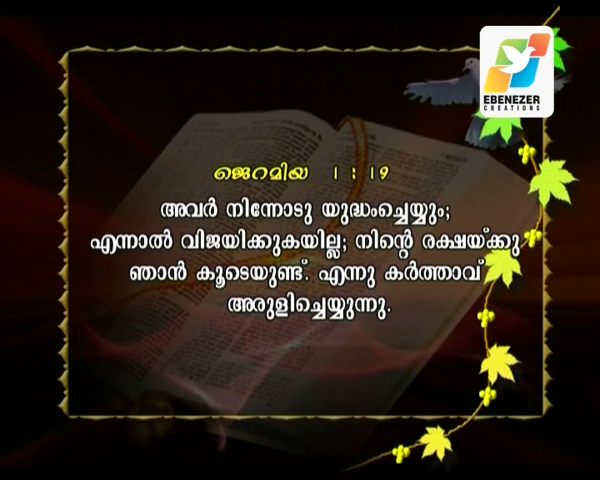 EBENEZER
CREATIONS
ജെറമിയ 1 : 19
അവർ നിന്നോടു യുദ്ധംച്ചെയ്യും;
എന്നാൽ വിജയിക്കുകയില്ല; നിന്റെ രക്ഷയ്ക്കു
ഞാൻ കൂടെയുണ്ട്. എന്നു കർത്താവ്
അരുളിച്ചെയ്യുന്നു.